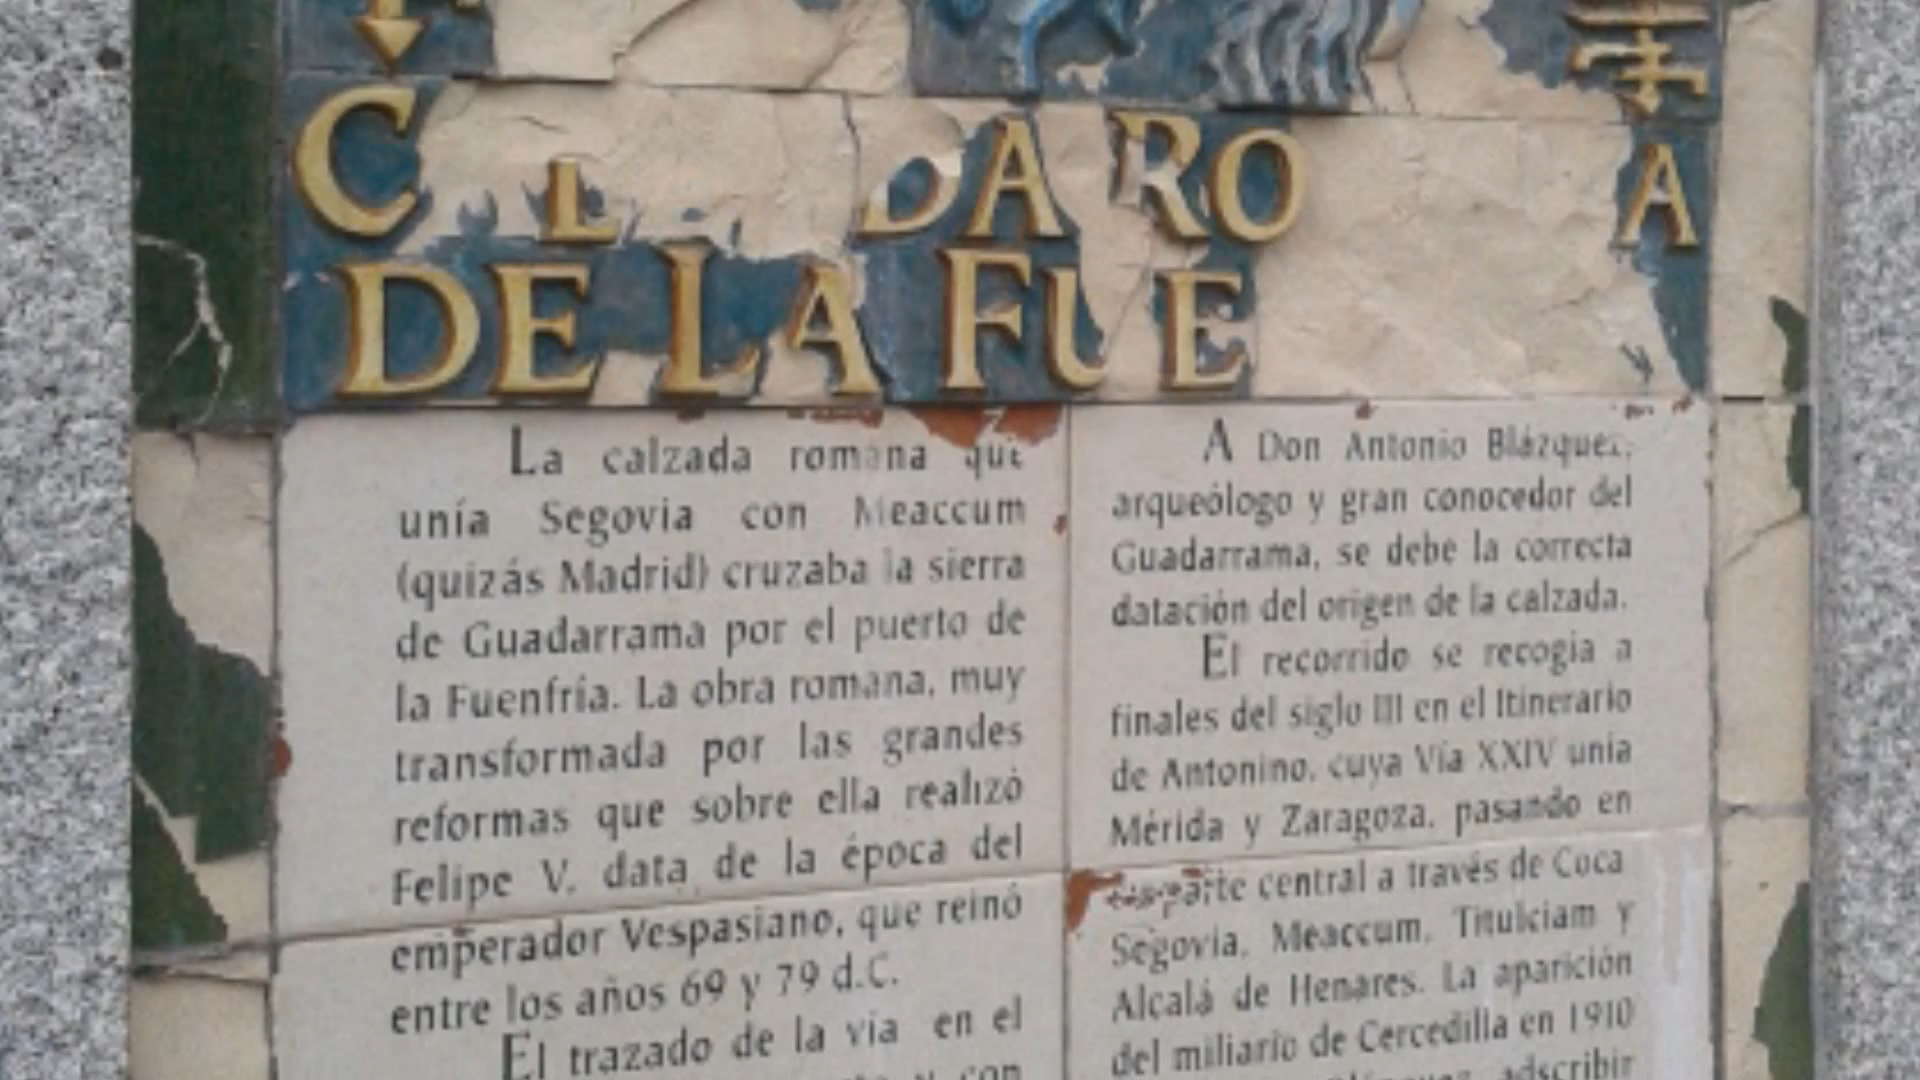 DE LA FUE
La calzada romana que
unía Segovia con Meaccum
(quizás Madrid) cruzaba la sierra
de Guadarrama por el puerto de
la Fuenfría. La obra romana, muy
transformada por las grandes
reformas que sobre ella realizó
Felipe V, data de la época del
emperador Vespasiano, que reinó
entre los años 69 y 79 d.C.
El trazado de la vía en el
y con
A Don Antonio Blázquez,
arqueólogo y gran conocedor del
Guadarrama, se debe la correcta
datación del origen de la calzada.
El recorrido se recogía a
finales del siglo III en el Itinerario
de Antonino, cuya Vía XXIV unía
Mérida y Zaragoza, pasando en
parte central a través de Coca
Segovia, Meaccum, Titulciam y
Alcalá de Henares. La aparición
del miliario de Cercedilla en 1910
adscribir